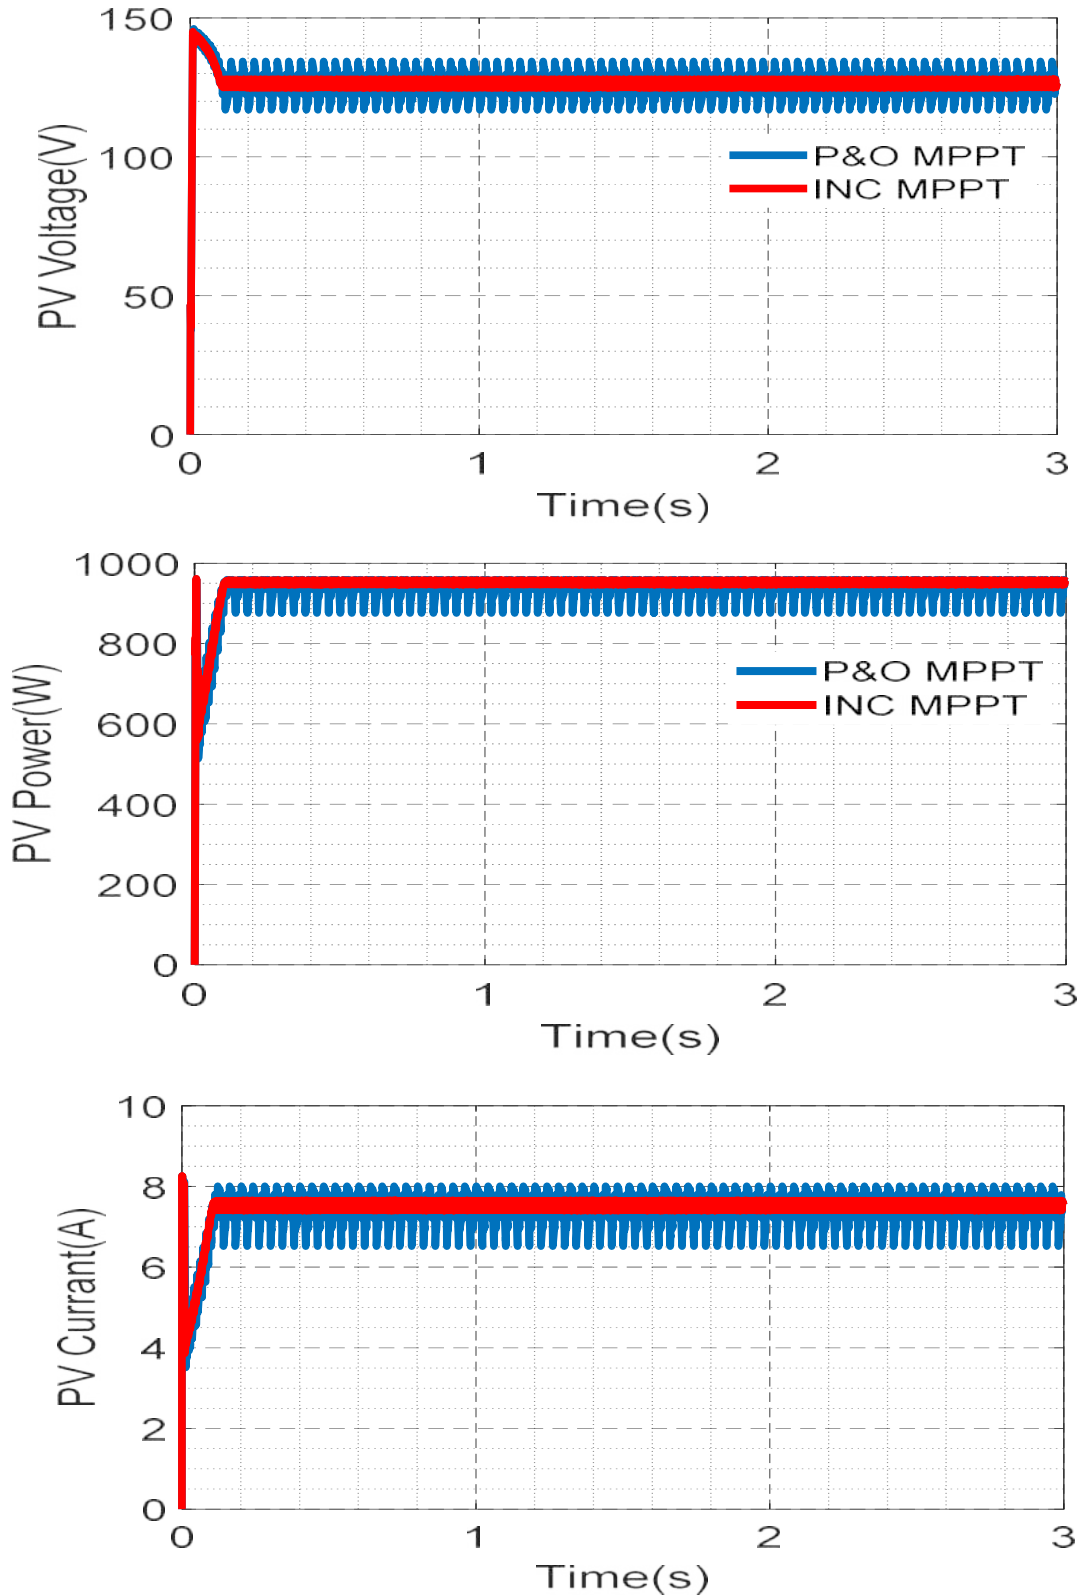 150
100
50
0
PV Voltage(V)
P&O MPPT
INC MPPT
0 1 2 3
Time(s)
1000
800
600
400
200
0
PV Power(W)
P&O MPPT
INC MPPT
0 1 2 3
Time(s)
10
8
6
4
2
0
PV Currant(A)
0 1 2 3
Time(s)